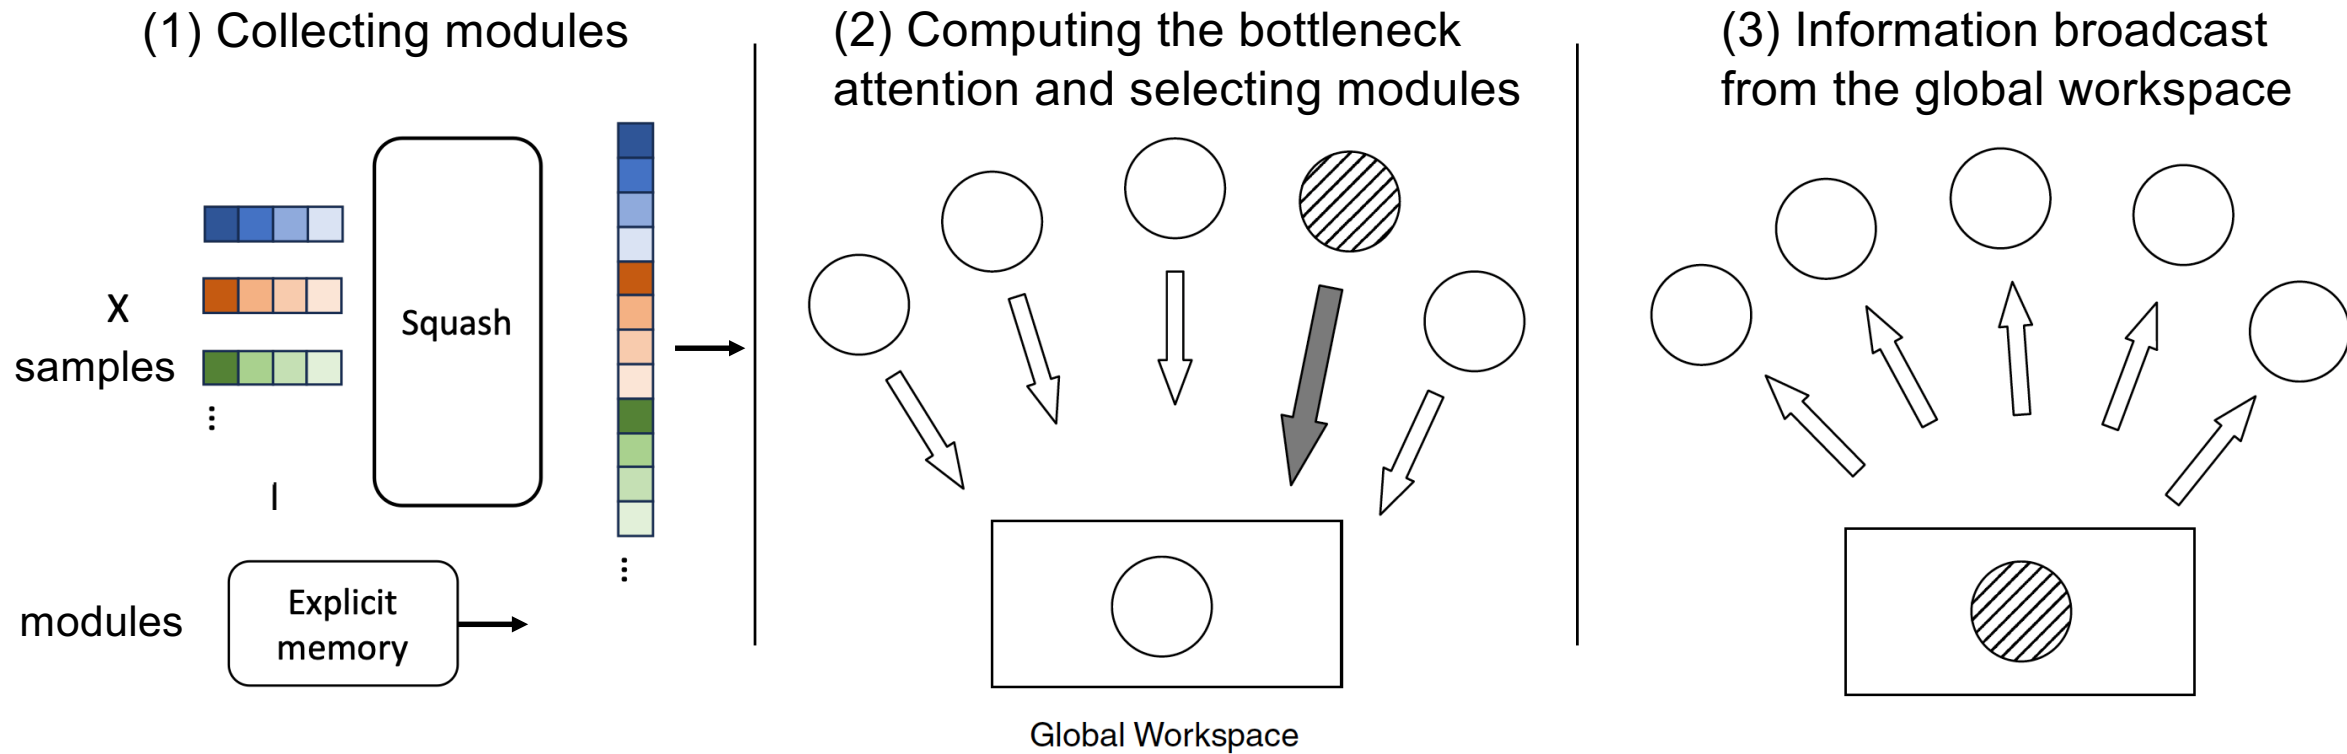 (1) Collecting modules
X
samples
⋮
Squash
⋮
modules
Explicit
memory
(2) Computing the bottleneck
attention and selecting modules
Global Workspace
(3) Information broadcast
from the global workspace